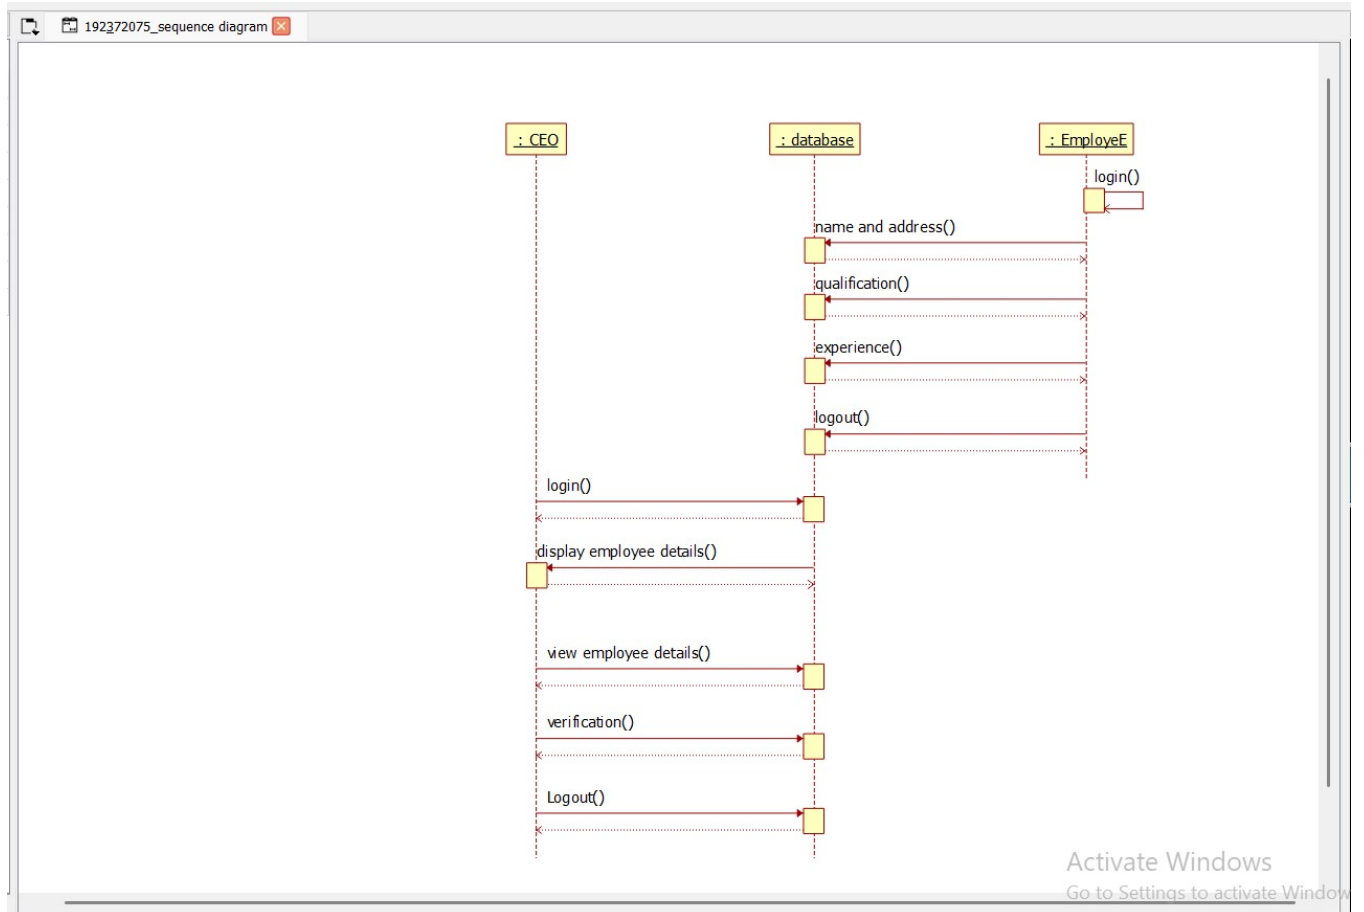 192372075_sequence diagram
: CEO
: database
: EmployeE
login()
name and address()
qualification()
experience()
logout()
login()
display employee details()
view employee details()
verification()
Logout()
Activate Windows
Go to Settings to activate Window